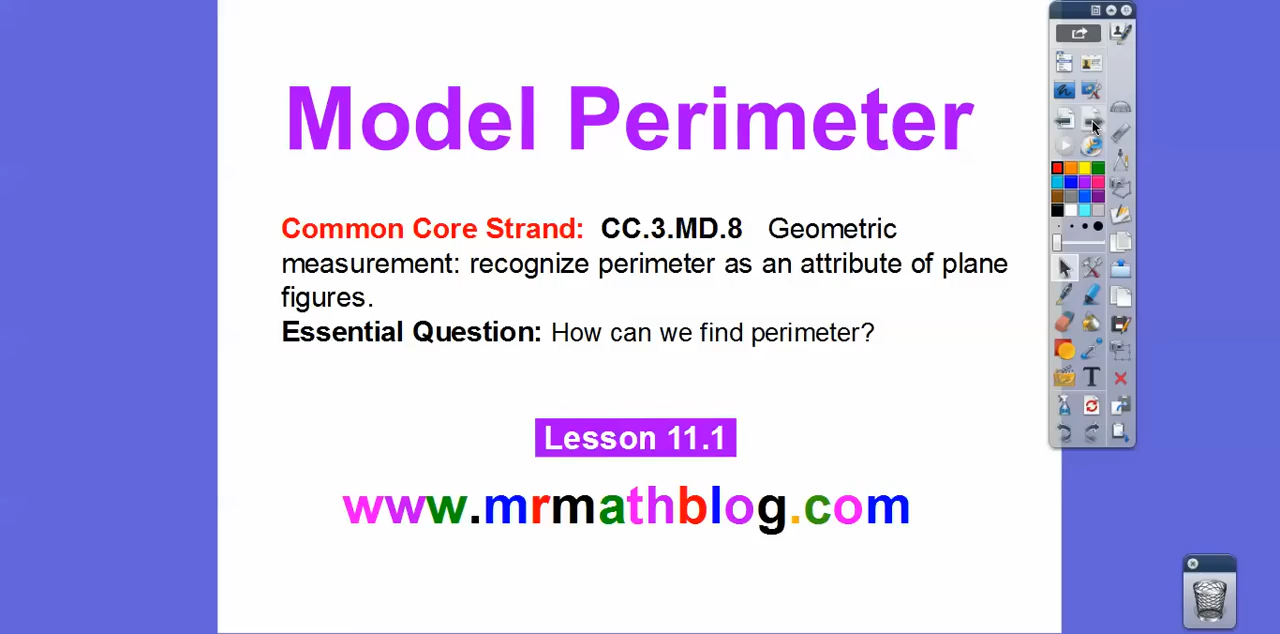 Model Perimeter
Common Core Strand: CC.3.MD.8 Geometric
measurement: recognize perimeter as an attribute of plane
figures.
Essential Question: How can we find perimeter?
Lesson 11.1
www.mrmathblog.com
T